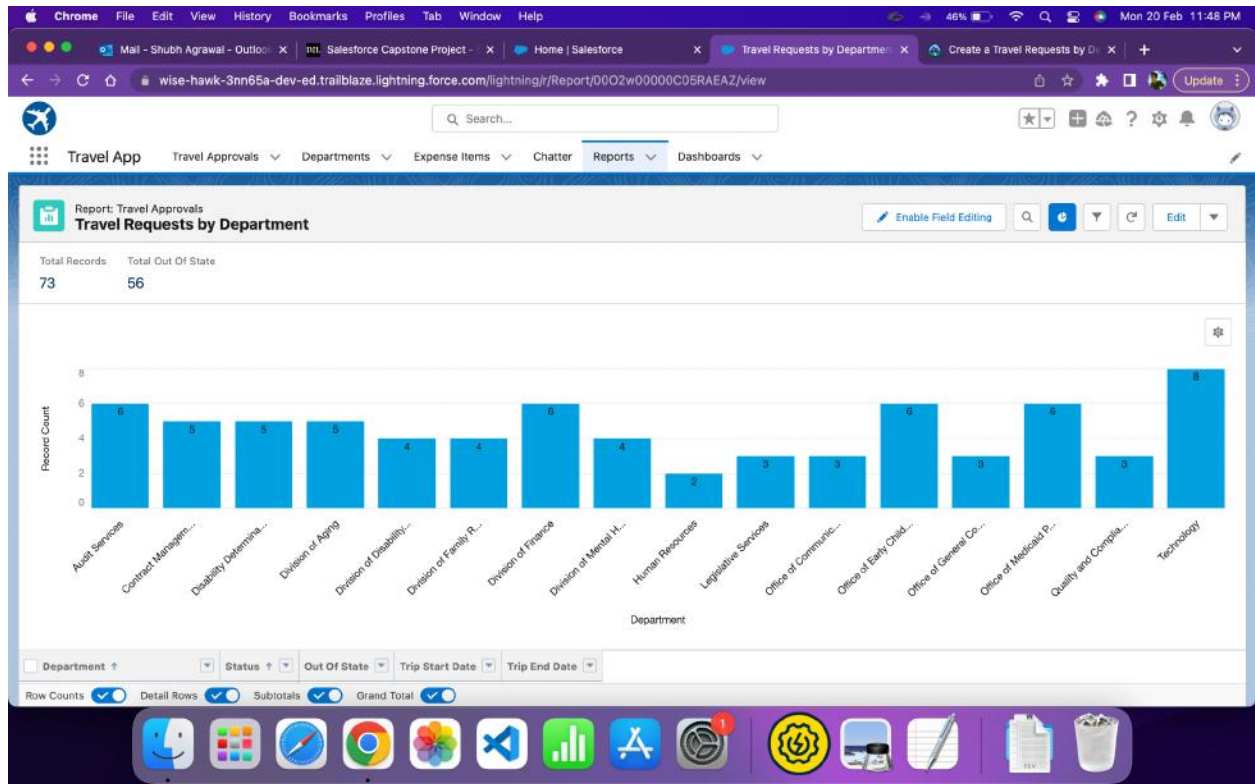 Chrome File Edit View History Bookmarks Profiles Tab Window Help 46% Mon 20 Feb 11:48 PM
Mail - Shubh Agrawal - Outloo Salesforce Capstone Project - Home | Salesforce Travel Requests by Departmen Create a Travel Requests by De
wise-hawk-3nn65a-dev-ed.trailblaze.lightning.force.com/lightning/r/Report/00O2w00000C05RAEAZ/view Update
Search...
Travel App Travel Approvals Departments Expense Items Chatter Reports Dashboards
Report: Travel Approvals
Travel Requests by Department
Enable Field Editing Edit
Total Records Total Out Of State
73 56
Record Count
8
6
4
2
0
6 5 5 5 4 4 6 4 2 3 3 6 3 6 3 8
Audit Services
Contract Managem...
Disability Determina...
Division of Aging
Division of Disability...
Division of Family R...
Division of Finance
Division of Mental H...
Human Resources
Legislative Services
Office of Communic...
Office of Early Child...
Office of General Co...
Office of Medicaid P...
Quality and Complia...
Technology
Department
Department ↑ Status ↑ Out Of State Trip Start Date Trip End Date
Row Counts Detail Rows Subtotals Grand Total
1